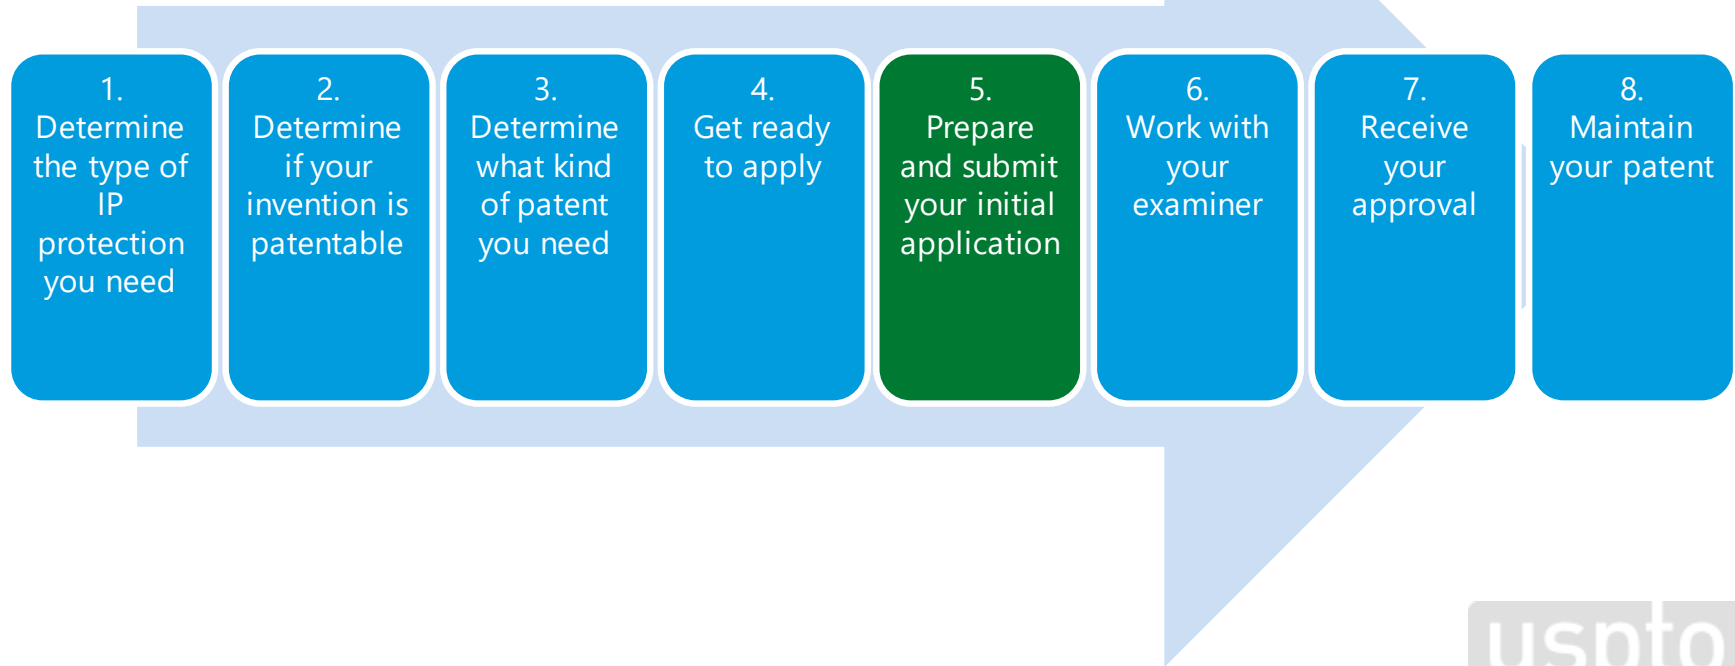 1.
Determine
the type of
IP
protection
you need
2.
Determine
if your
invention is
patentable
3.
Determine
what kind
of patent
you need
4.
Get ready
to apply
5.
Prepare
and submit
your initial
application
6.
Work with
your
examiner
7.
Receive
your
approval
8.
Maintain
your patent
uspto